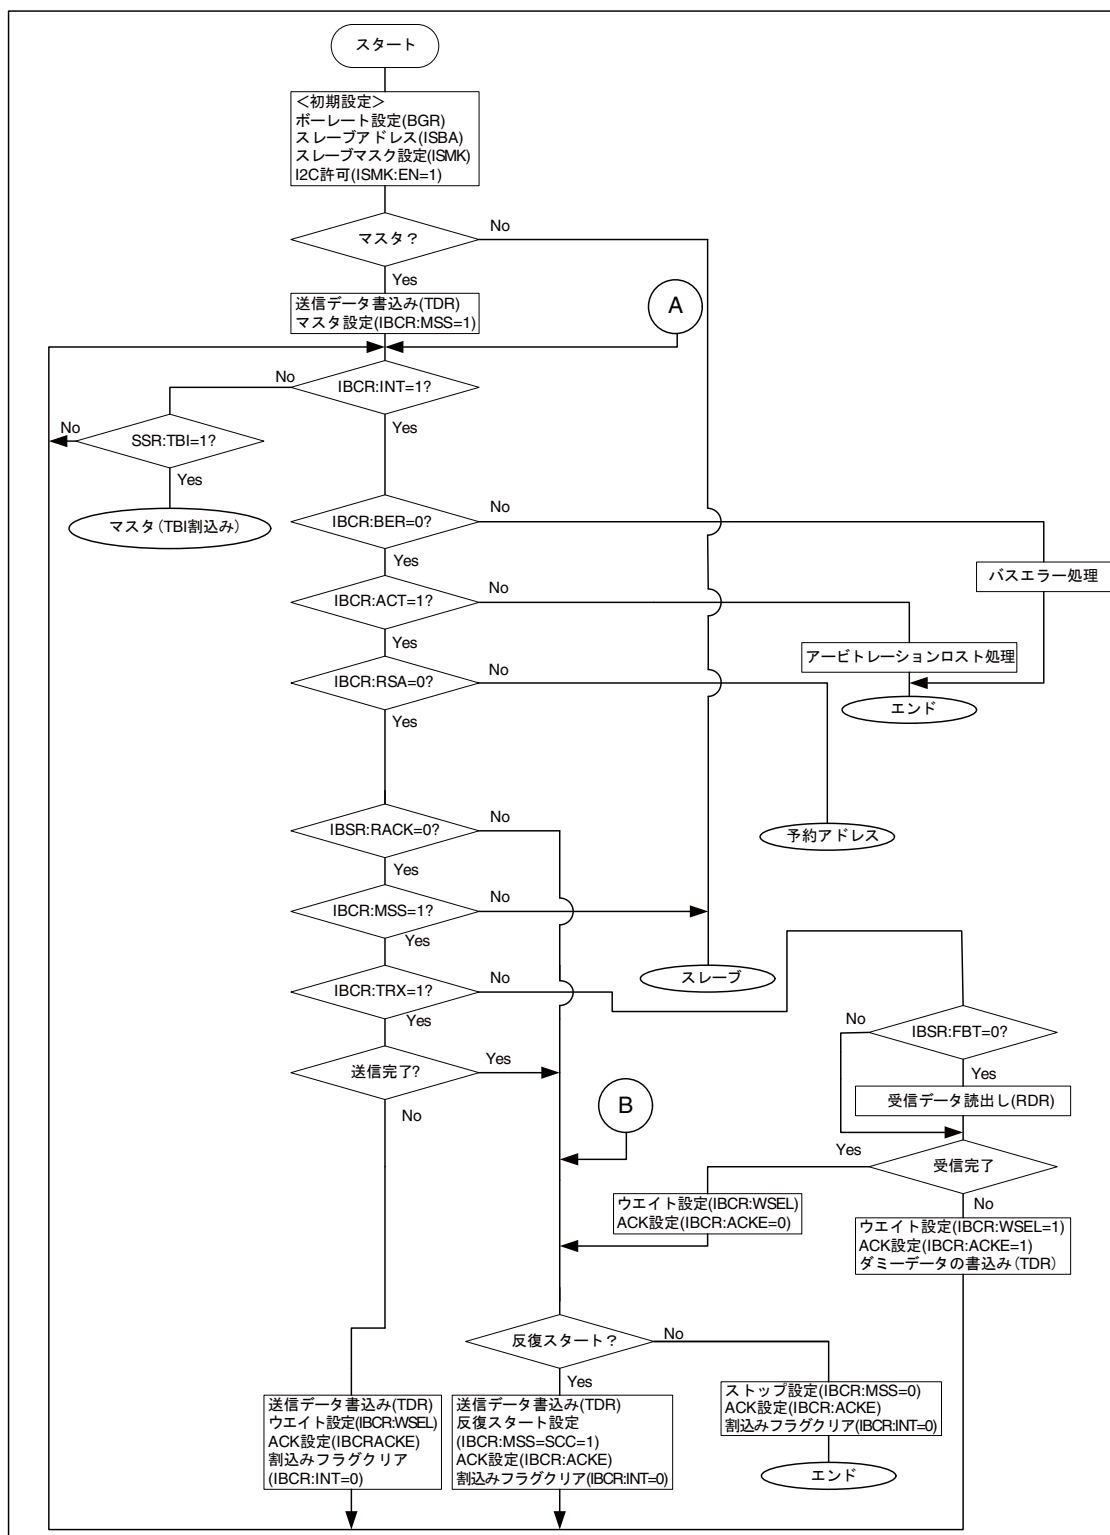 スタート
＜初期設定＞
ボーレート設定(BGR)
スレーブアドレス(ISBA)
スレーブマスク設定(ISMK)
I2C許可(ISMK:EN=1)
マスタ？
No
Yes
送信データ書込み(TDR)
マスタ設定(IBCR:MSS=1)
A
IBCR:INT=1?
No
Yes
SSR:TBI=1?
No
Yes
マスタ(TBI割込み)
IBCR:BER=0?
No
Yes
バスエラー処理
IBCR:ACT=1?
No
Yes
アービトレーションロスト処理
エンド
IBCR:RSA=0?
No
Yes
予約アドレス
IBSR:RACK=0?
No
Yes
IBCR:MSS=1?
No
Yes
スレーブ
IBCR:TRX=1?
No
Yes
IBSR:FBT=0?
No
Yes
受信データ読出し(RDR)
送信完了?
Yes
No
B
受信完了
Yes
No
ウエイト設定(IBCR:WSEL)
ACK設定(IBCR:ACKE=0)
ウエイト設定(IBCR:WSEL=1)
ACK設定(IBCR:ACKE=1)
ダミーデータの書込み(TDR)
反復スタート？
No
Yes
送信データ書込み(TDR)
ウエイト設定(IBCR:WSEL)
ACK設定(IBCRACKE)
割込みフラグクリア
(IBCR:INT=0)
送信データ書込み(TDR)
反復スタート設定
(IBCR:MSS=SCC=1)
ACK設定(IBCR:ACKE)
割込みフラグクリア(IBCR:INT=0)
ストップ設定(IBCR:MSS=0)
ACK設定(IBCR:ACKE)
割込みフラグクリア(IBCR:INT=0)
エンド